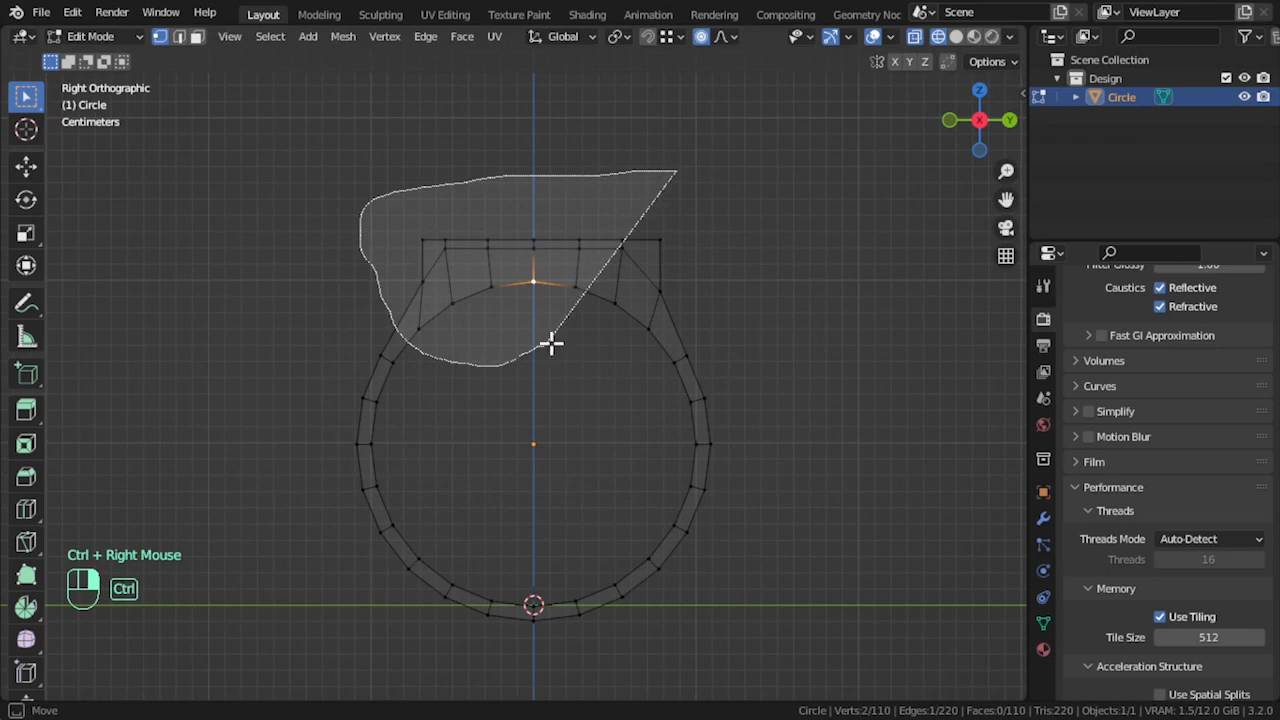 File Edit Render Window Help Layout Modeling Sculpting UV Editing Texture Paint Shading Animation Rendering Compositing Geometry Noc Scene ViewLayer
Edit Mode View Select Add Mesh Vertex Edge Face UV Global
X Y Z Options
Right Orthographic
(1) Circle
Centimeters
Z
Y
X
Scene Collection
Design
Circle
Reflective
Caustics
Refractive
Fast GI Approximation
Volumes
Curves
Simplify
Motion Blur
Film
Performance
Threads
Threads Mode Auto-Detect
Threads 16
Memory
Use Tiling
Tile Size 512
Acceleration Structure
Use Spatial Splits
Ctrl + Right Mouse
Ctrl
Move
Circle | Verts:2/110 | Edges:1/220 | Faces:0/110 | Tris:220 | Objects:1/1 | VRAM: 1.5/12.0 GiB | 3.2.0